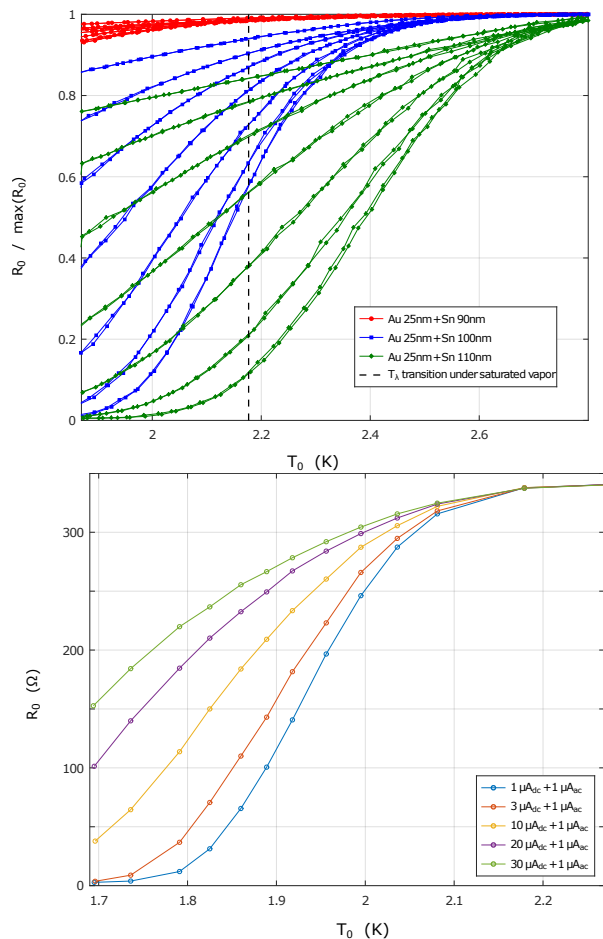 1
0.8
0.6
0.4
0.2
0
R₀ / max(R₀)
Au 25nm+Sn 90nm
Au 25nm+Sn 100nm
Au 25nm+Sn 110nm
T_λ transition under saturated vapor
2
2.2
2.4
2.6
T₀ (K)
300
200
100
0
R₀ (Ω)
1 μA_dc + 1 μA_ac
3 μA_dc + 1 μA_ac
10 μA_dc + 1 μA_ac
20 μA_dc + 1 μA_ac
30 μA_dc + 1 μA_ac
1.7
1.8
1.9
2
2.1
2.2
T₀ (K)